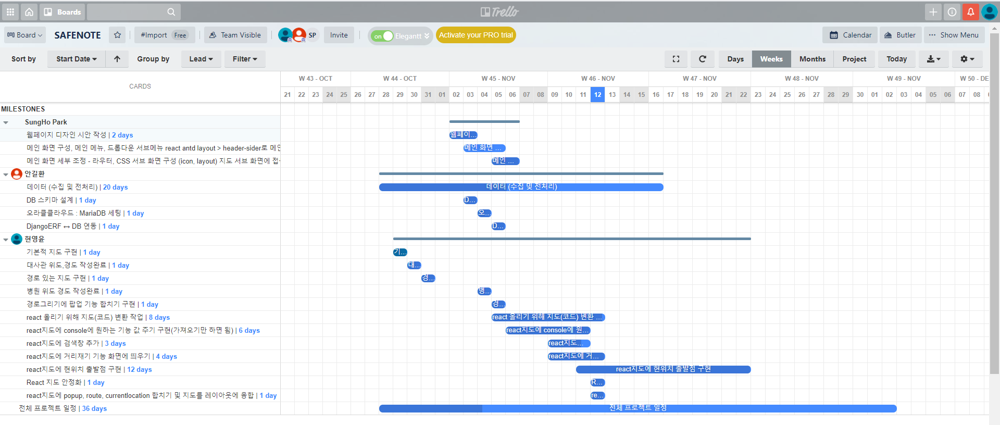 Boards
Trello
Board
SAFENOTE
#Import Free
Team Visible
SP
Invite
on Elegantt
Activate your PRO trial
Calendar
Butler
··· Show Menu
Sort by
Start Date
Group by
Lead
Filter
Days
Weeks
Months
Project
Today
CARDS
W 43 - OCT W 44 - OCT W 45 - NOV W 46 - NOV W 47 - NOV W 48 - NOV W 49 - NOV W 50 - DE
21 22 23 24 25 26 27 28 29 30 31 01 02 03 04 05 06 07 08 09 10 11 12 13 14 15 16 17 18 19 20 21 22 23 24 25 26 27 28 29 30 01 02 03 04 05 06 07 08
MILESTONES
SungHo Park
웹페이지 디자인 시안 작성 | 2 days
웹페이...
메인 화면 구성, 메인 메뉴, 드롭다운 서브메뉴 react antd layout > header-sider로 메인
메인 화면 ...
메인 화면 세부 조정 - 라우터, CSS 서브 화면 구성 (icon, layout) 지도 서브 화면에 접
메인 ...
안길환
데이터 (수집 및 전처리) | 20 days
데이터 (수집 및 전처리)
DB 스키마 설계 | 1 day
D...
오라클클라우드 : MariaDB 세팅 | 1 day
오...
DjangoERF ↔ DB 연동 | 1 day
D...
현영윤
기본적 지도 구현 | 1 day
기...
대사관 위도,경도 작성완료 | 1 day
대...
경로 있는 지도 구현 | 1 day
경...
병원 위도 경도 작성완료 | 1 day
병...
경로그리기에 팝업 기능 합치기 구현 | 1 day
경...
react 올리기 위해 지도(코드) 변환 작업 | 8 days
react 올리기 위해 지도(코드) 변환 ...
react지도에 console에 원하는 기능 값 주기 구현(가져오기만 하면 됨) | 6 days
react지도에 console에 원...
react지도에 검색창 추가 | 3 days
react지도...
react지도에 거리재기 기능 화면에 띄우기 | 4 days
react지도에 거...
react지도에 현위치 출발점 구현 | 12 days
react지도에 현위치 출발점 구현
React 지도 안정화 | 1 day
R...
react지도에 popup, route, currentlocation 합치기 및 지도를 레이아웃에 융합 | 1 day
re...
전체 프로젝트 일정 | 36 days
전체 프로젝트 일정